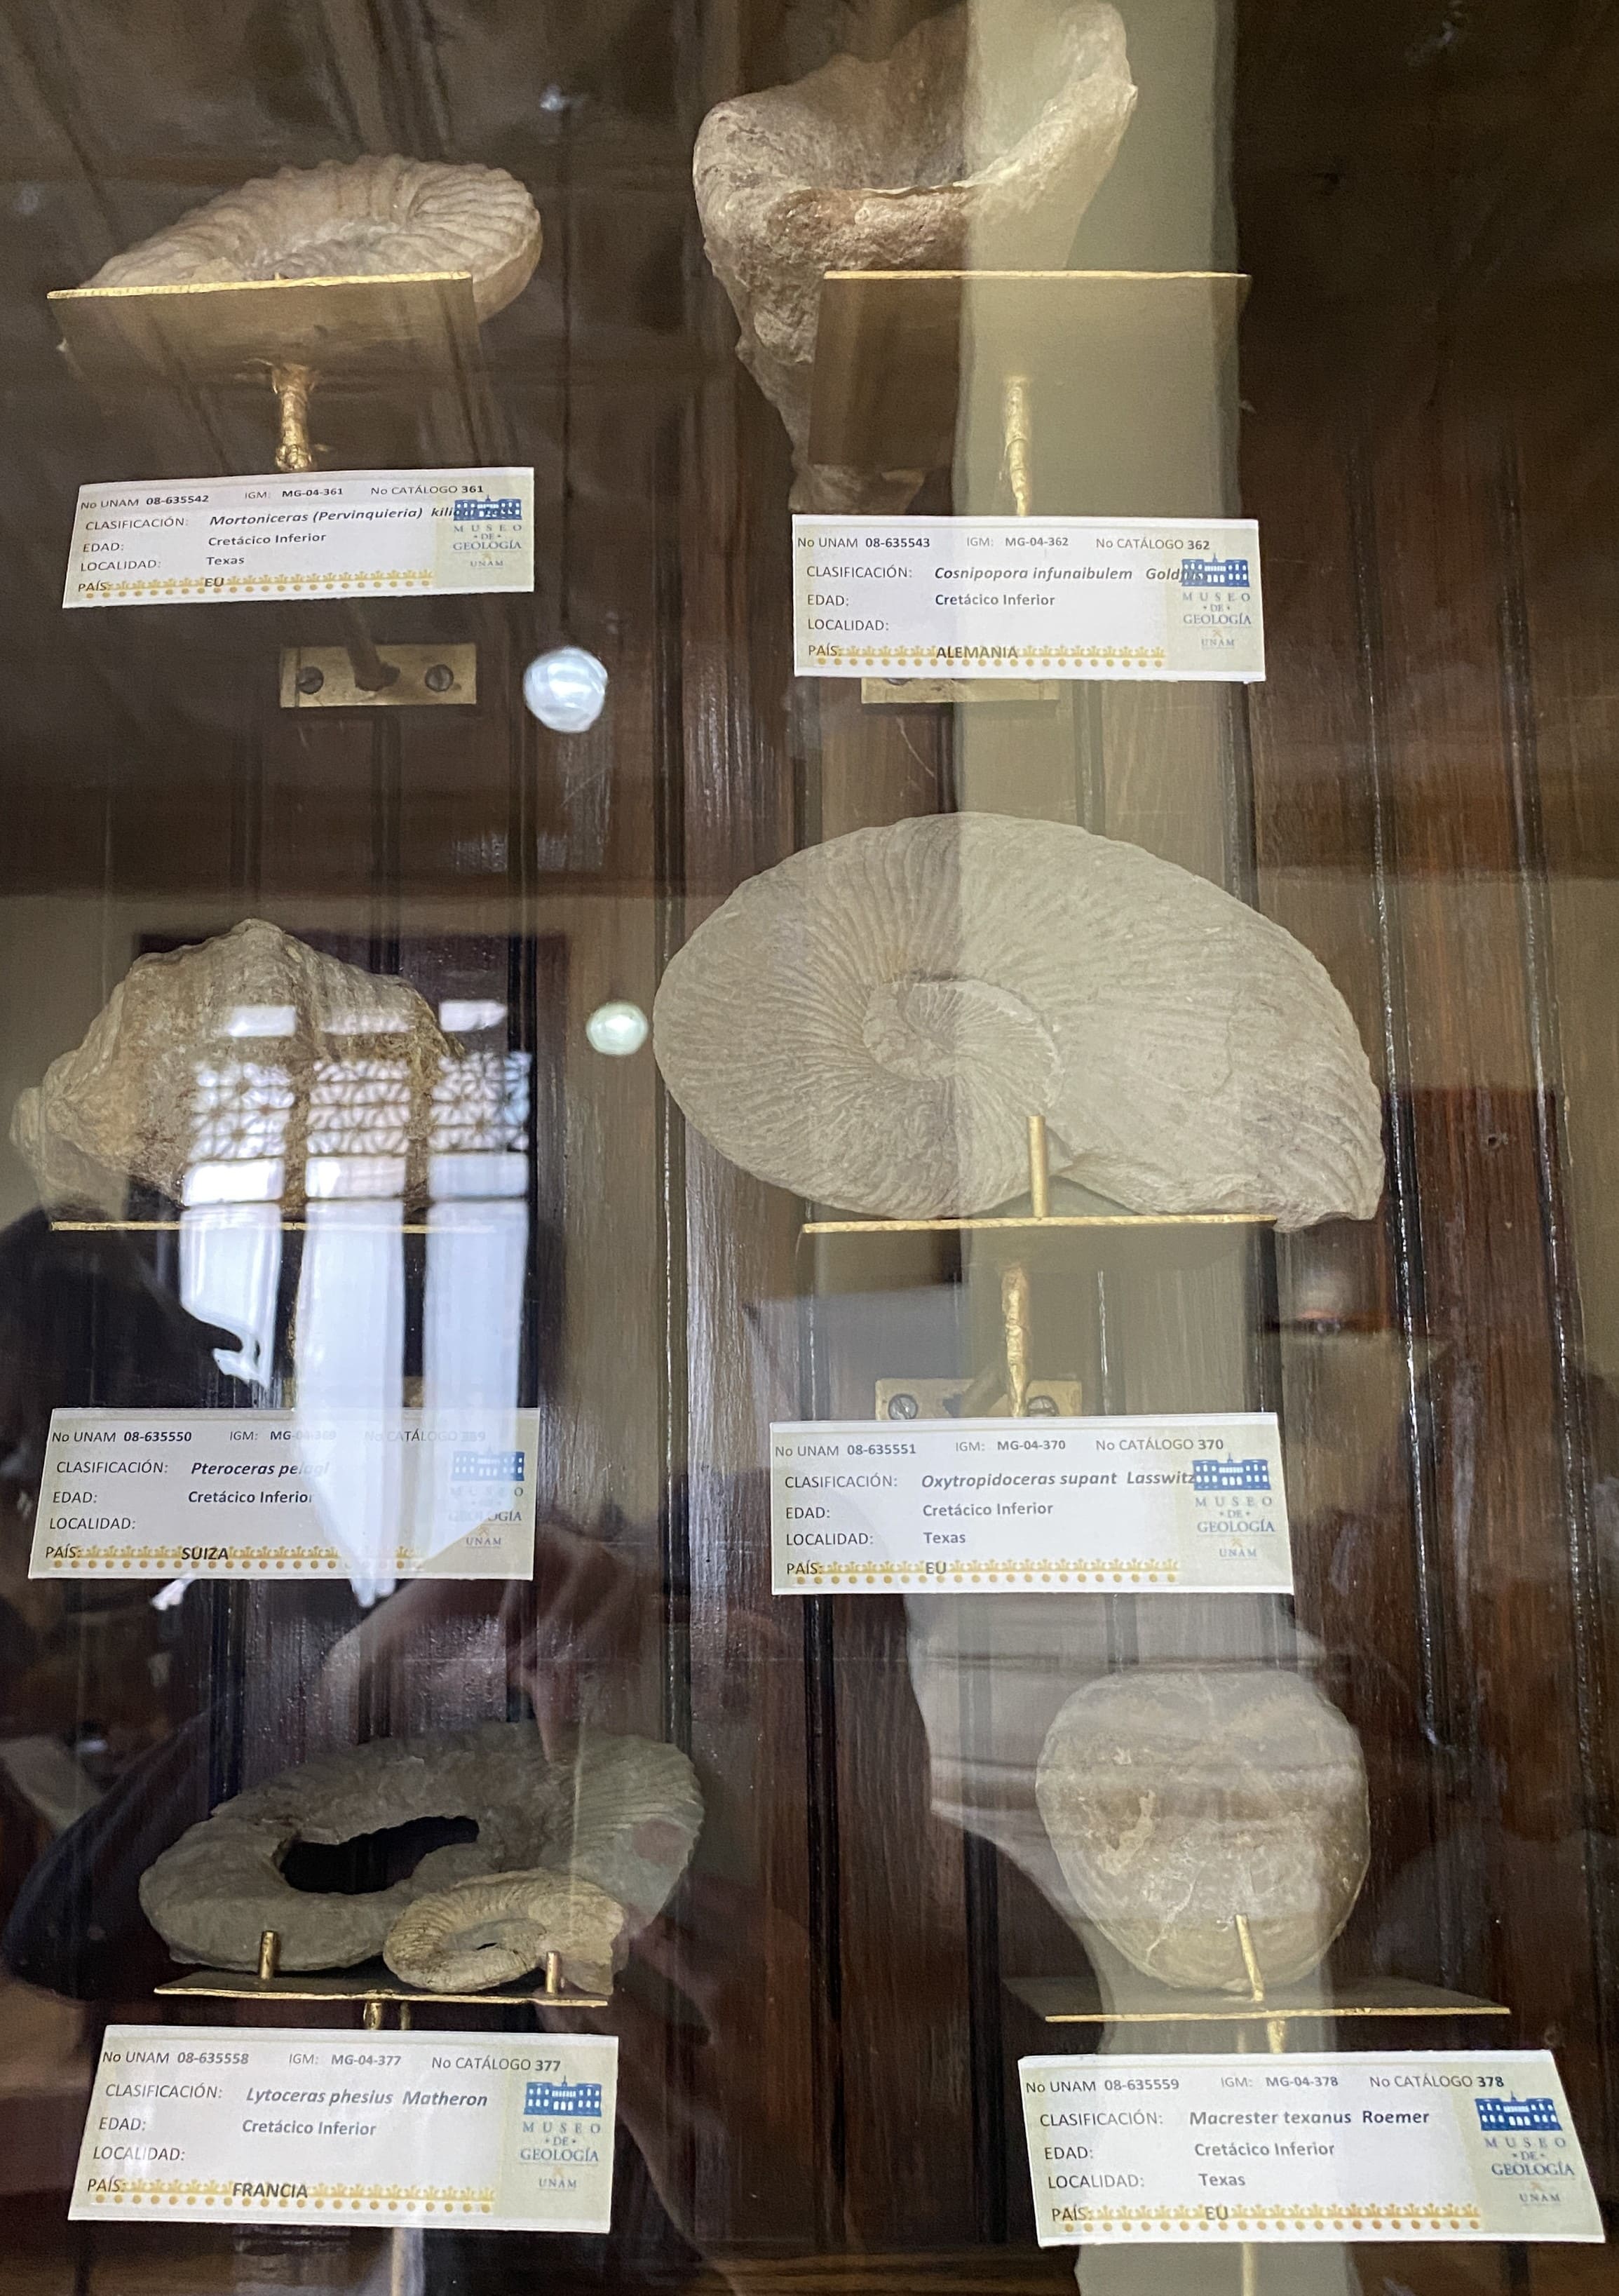 No UNAM 08-635542 IGM: MG-04-361 No CATÁLOGO 361
CLASIFICACIÓN: Mortoniceras (Pervinquieria)
EDAD: Cretácico Inferior
LOCALIDAD: Texas
PAÍS: EU
MUSEO
• DE •
GEOLOGÍA
UNAM
No UNAM 08-635543 IGM: MG-04-362 No CATÁLOGO 362
CLASIFICACIÓN: Cosnipopora infunaibulem
EDAD: Cretácico Inferior
LOCALIDAD:
PAÍS: ALEMANIA
MUSEO
• DE •
GEOLOGÍA
UNAM
No UNAM 08-635550 IGM: No CATÁLOGO
CLASIFICACIÓN: Pteroceras
EDAD: Cretácico Inferior
LOCALIDAD:
PAÍS: SUIZA
MUSEO
GEOLOGÍA
UNAM
No UNAM 08-635551 IGM: MG-04-370 No CATÁLOGO 370
CLASIFICACIÓN: Oxytropidoceras supant Lasswitz
EDAD: Cretácico Inferior
LOCALIDAD: Texas
PAÍS: EU
MUSEO
• DE •
GEOLOGÍA
UNAM
No UNAM 08-635558 IGM: MG-04-377 No CATÁLOGO 377
CLASIFICACIÓN: Lytoceras phesius Matheron
EDAD: Cretácico Inferior
LOCALIDAD:
PAÍS: FRANCIA
MUSEO
• DE •
GEOLOGÍA
UNAM
No UNAM 08-635559 IGM: MG-04-378 No CATÁLOGO 378
CLASIFICACIÓN: Macrester texanus Roemer
EDAD: Cretácico Inferior
LOCALIDAD: Texas
PAÍS: EU
MUSEO
• DE •
GEOLOGÍA
UNAM